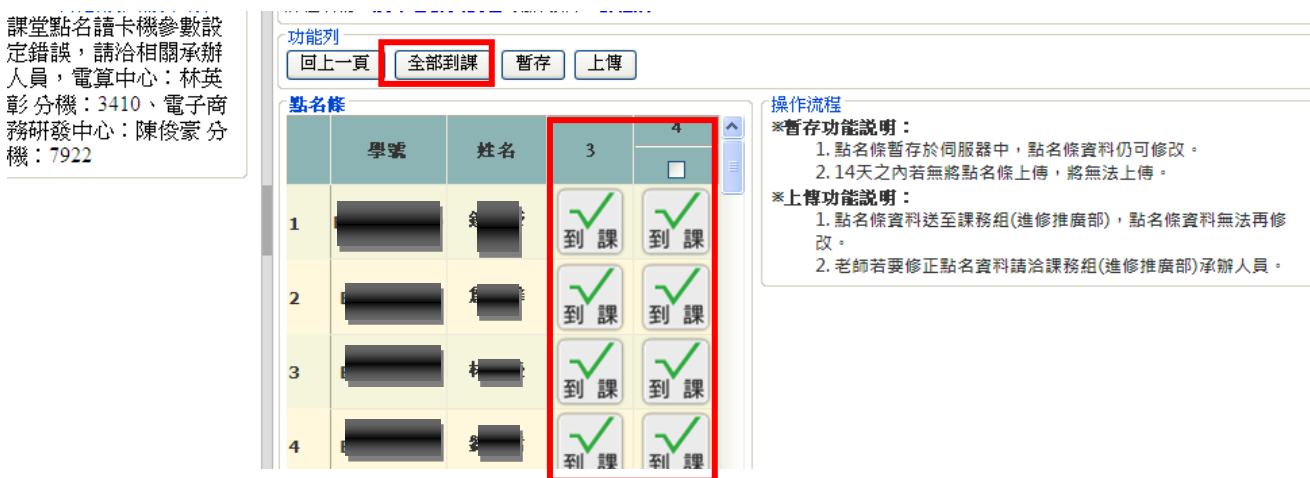 課堂點名讀卡機參數設
定錯誤，請洽相關承辦
人員，電算中心：林英
彰 分機：3410、電子商
務研發中心：陳俊豪 分
機：7922
功能列
回上一頁 全部到課 暫存 上傳
點名條
學號 姓名 3 4
1 到 課 到 課
2 到 課 到 課
3 到 課 到 課
4 到 課 到 課
操作流程
※暫存功能說明：
1. 點名條暫存於伺服器中，點名條資料仍可修改。
2. 14天之內若無將點名條上傳，將無法上傳。
※上傳功能說明：
1. 點名條資料送至課務組(進修推廣部)，點名條資料無法再修
改。
2. 老師若要修正點名資料請洽課務組(進修推廣部)承辦人員。